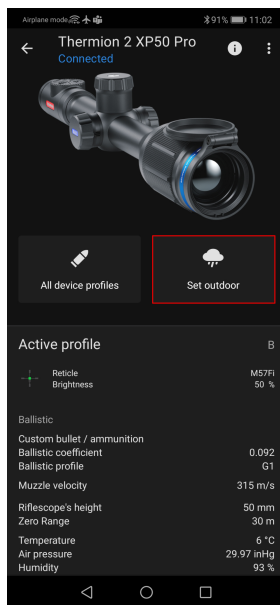 Airplane mode 91% 11:02
Thermion 2 XP50 Pro
Connected
All device profiles
Set outdoor
Active profile B
Reticle M57Fi
Brightness 50 %
Ballistic
Custom bullet / ammunition
Ballistic coefficient 0.092
Ballistic profile G1
Muzzle velocity 315 m/s
Riflescope's height 50 mm
Zero Range 30 m
Temperature 6 °C
Air pressure 29.97 inHg
Humidity 93 %